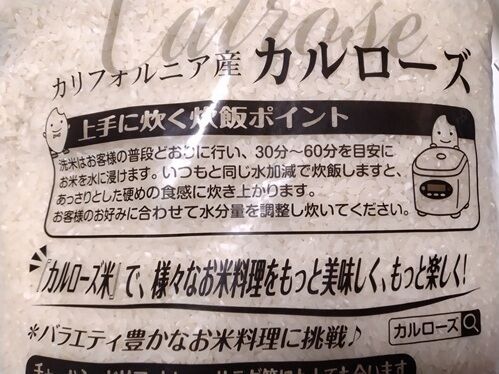 Calrose
カリフォルニア産 カルローズ
上手に炊く炊飯ポイント
洗米はお客様の普段どおりに行い、30分〜60分を目安に
お米を水に浸けます。いつもと同じ水加減で炊飯しますと、
あっさりとした硬めの食感に炊き上がります。
お客様のお好みに合わせて水分量を調整し炊いてください。
『カルローズ米』で、様々なお米料理をもっと美味しく、もっと楽しく!
*バラエティ豊かなお米料理に挑戦♪
カルローズ